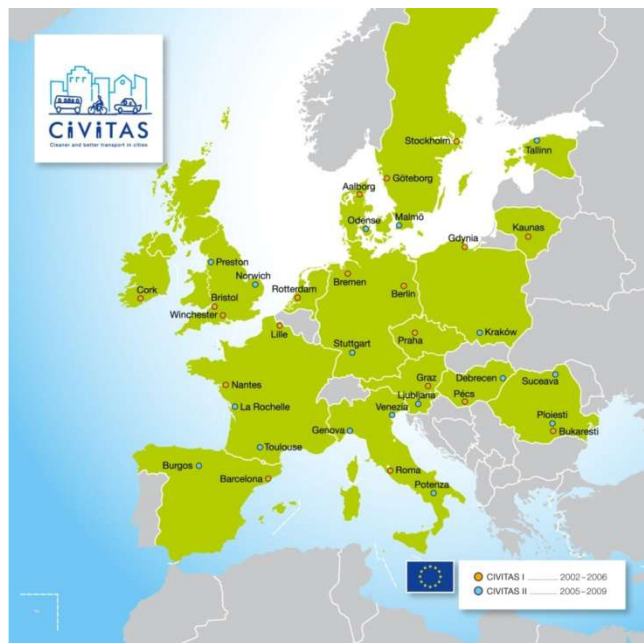 CiViTAS
Cleaner and better transport in cities
Stockholm
Tallinn
Göteborg
Aalborg
Kaunas
Odense
Malmö
Gdynia
Preston
Norwich
Cork
Bristol
Rotterdam
Bremen
Berlin
Winchester
Lille
Praha
Kraków
Stuttgart
Nantes
Graz
Debrecen
Suceava
Ljubljana
Pécs
La Rochelle
Venezia
Ploiesti
Genova
Bukaresti
Toulouse
Burgos
Roma
Barcelona
Potenza
CIVITAS I .......... 2002–2006
CIVITAS II .......... 2005–2009